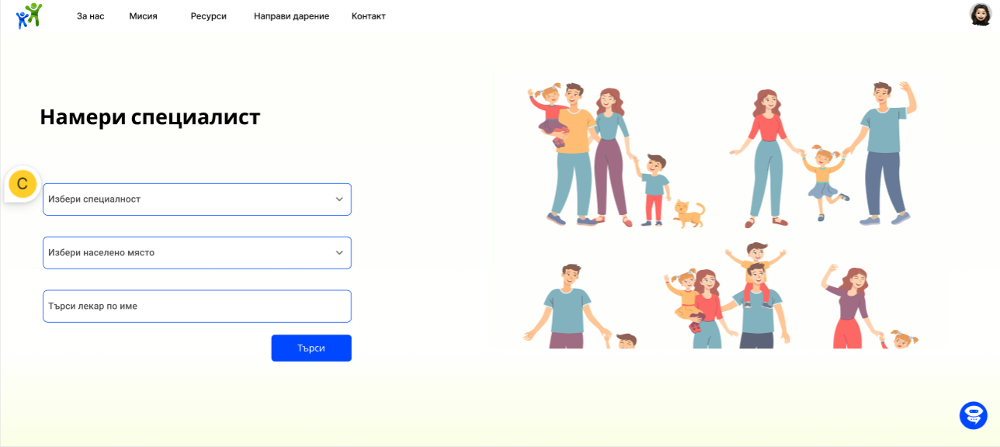 За нас Мисия Ресурси Направи дарение Контакт
Намери специалист
C
Избери специалност
Избери населено място
Търси лекар по име
Търси